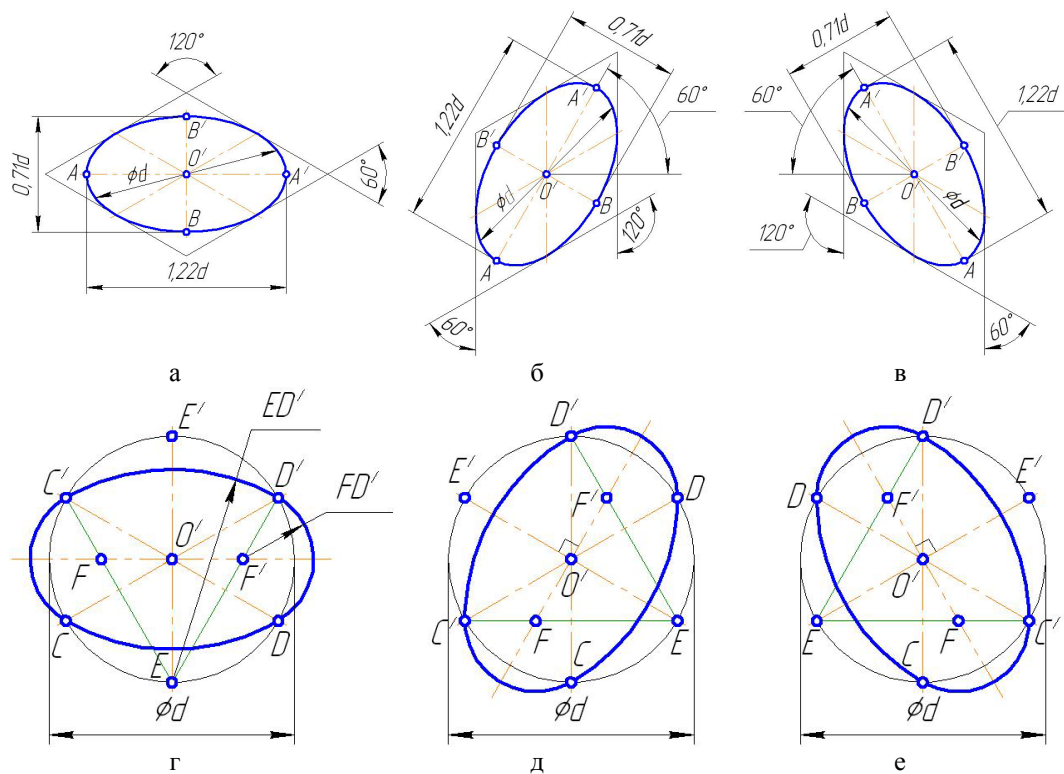 120°
0,71d
A
B'
O'
A'
B
ϕd
60°
1,22d
а
0,71d
1,22d
A'
60°
B'
O'
ϕd
B
A
120°
60°
б
0,71d
60°
A'
1,22d
B'
O'
B
ϕd
A
120°
60°
в
E'
ED'
C'
D'
FD'
O'
F
F'
C
D
E
ϕd
г
D'
E'
F'
D
O'
C'
F
E
C
ϕd
д
D'
E'
D
F'
O'
E
F
C'
C
ϕd
е